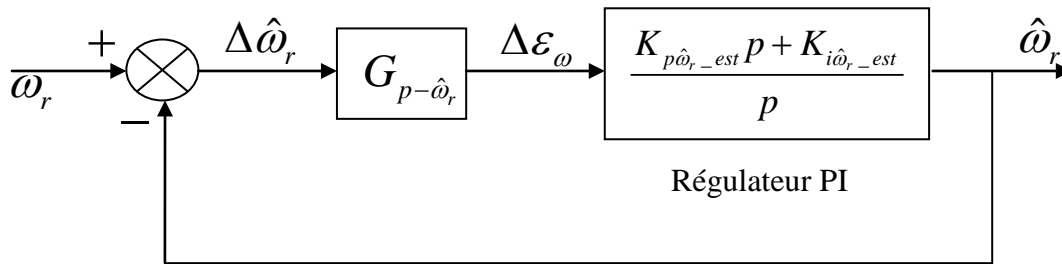 +
ω_r
−
Δω̂_r
G_{p−ω̂_r}
Δε_ω
K_{pω̂_r_est} p + K_{iω̂_r_est}
p
ω̂_r
Régulateur PI